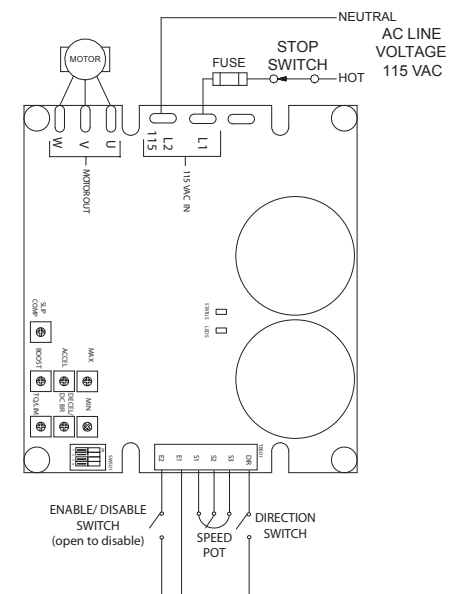 NEUTRAL
AC LINE
VOLTAGE
115 VAC
STOP
SWITCH
FUSE
HOT
MOTOR
W
V
U
115
L2
L1
MOTOR OUT
115 VAC IN
STATUS
LEDS
SLIP
COMP
BOOST
ACCEL
MAX
TQ/LIM
DECEL/
DC BR
MIN
SW501
TB501
E2
E1
S1
S2
S3
DIR
ENABLE/ DISABLE
SWITCH
(open to disable)
SPEED
POT
DIRECTION
SWITCH